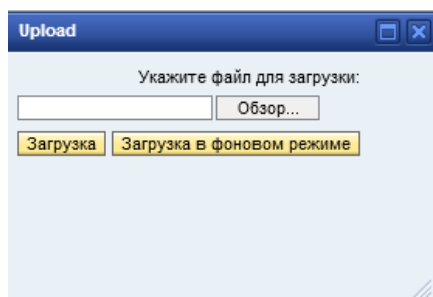 Upload
Укажите файл для загрузки:
Обзор...
Загрузка Загрузка в фоновом режиме